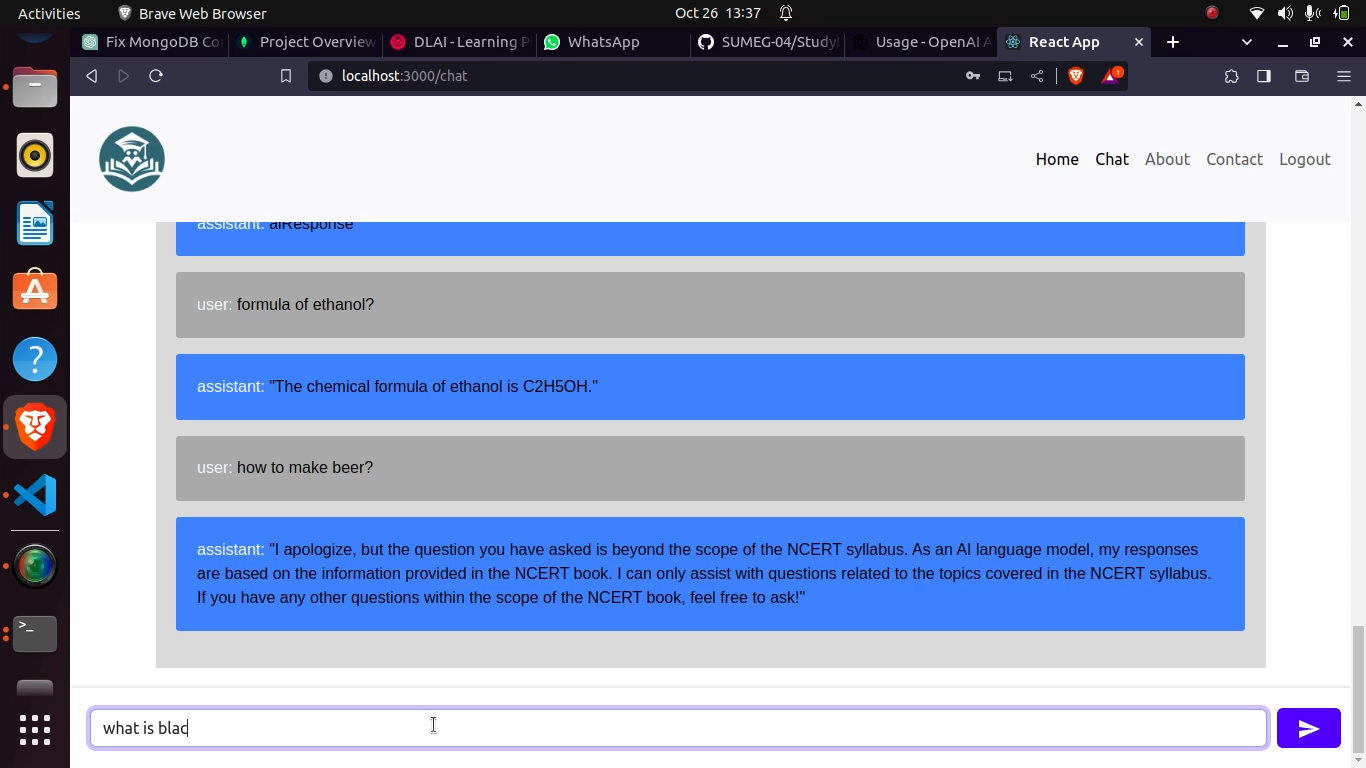 Activities
Brave Web Browser
Oct 26 13:37
Fix MongoDB Co
Project Overview
DLAI - Learning P
WhatsApp
SUMEG-04/Study
Usage - OpenAI A
React App
localhost:3000/chat
1
Home
Chat
About
Contact
Logout
assistant: aiResponse
user: formula of ethanol?
assistant: "The chemical formula of ethanol is C2H5OH."
user: how to make beer?
assistant: "I apologize, but the question you have asked is beyond the scope of the NCERT syllabus. As an AI language model, my responses
are based on the information provided in the NCERT book. I can only assist with questions related to the topics covered in the NCERT syllabus.
If you have any other questions within the scope of the NCERT book, feel free to ask!"
what is blac